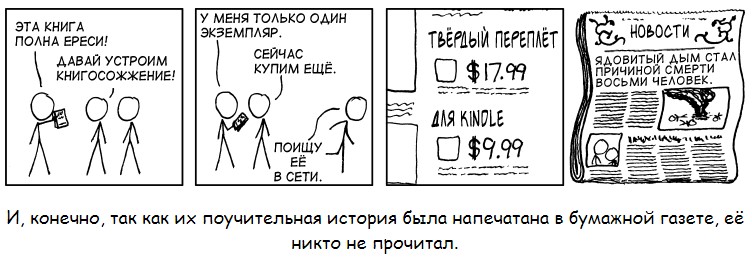 ЭТА КНИГА
ПОЛНА ЕРЕСИ!
ДАВАЙ УСТРОИМ
КНИГОСОЖЖЕНИЕ!
У МЕНЯ ТОЛЬКО ОДИН
ЭКЗЕМПЛЯР.
СЕЙЧАС
КУПИМ ЕЩЁ.
ПОИЩУ
ЕЁ
В СЕТИ.
ТВЁРДЫЙ ПЕРЕПЛЁТ
$17.99
ДЛЯ KINDLE
$9.99
НОВОСТИ
ЯДОВИТЫЙ ДЫМ СТАЛ
ПРИЧИНОЙ СМЕРТИ
ВОСЬМИ ЧЕЛОВЕК.
И, конечно, так как их поучительная история была напечатана в бумажной газете, её
никто не прочитал.